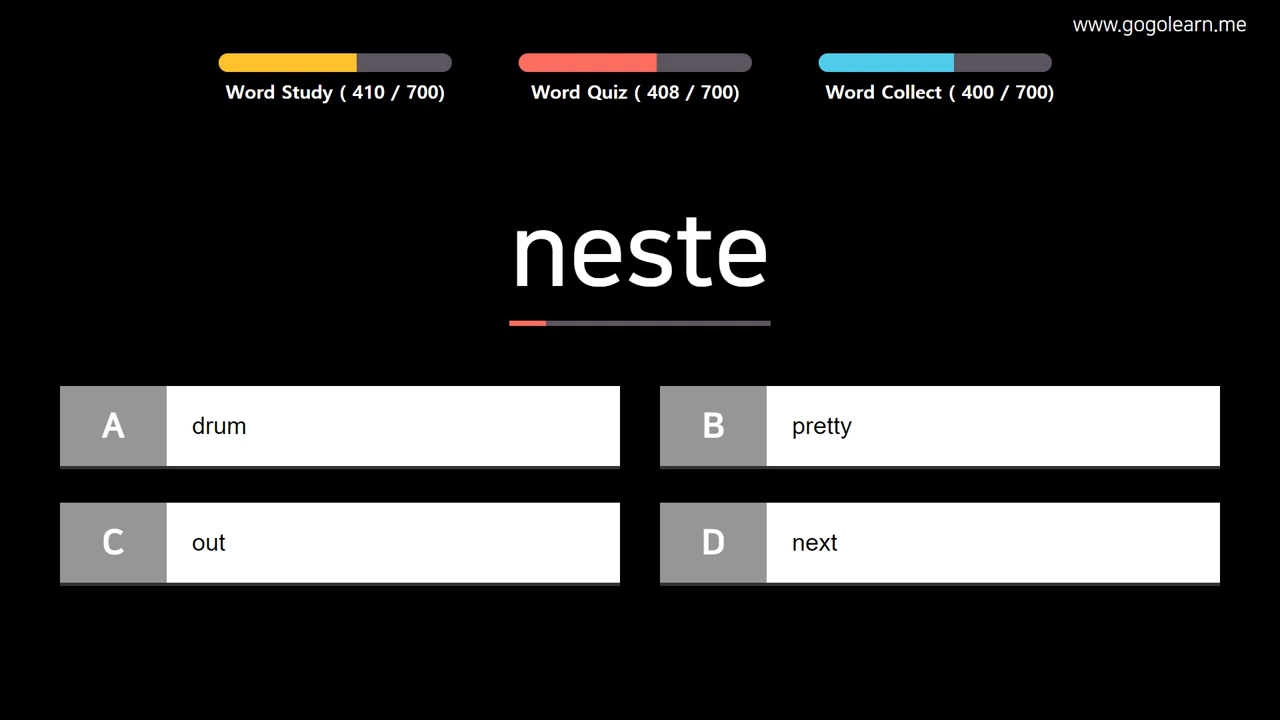 www.gogolearn.me
Word Study ( 410 / 700)
Word Quiz ( 408 / 700)
Word Collect ( 400 / 700)
neste
A drum
B pretty
C out
D next